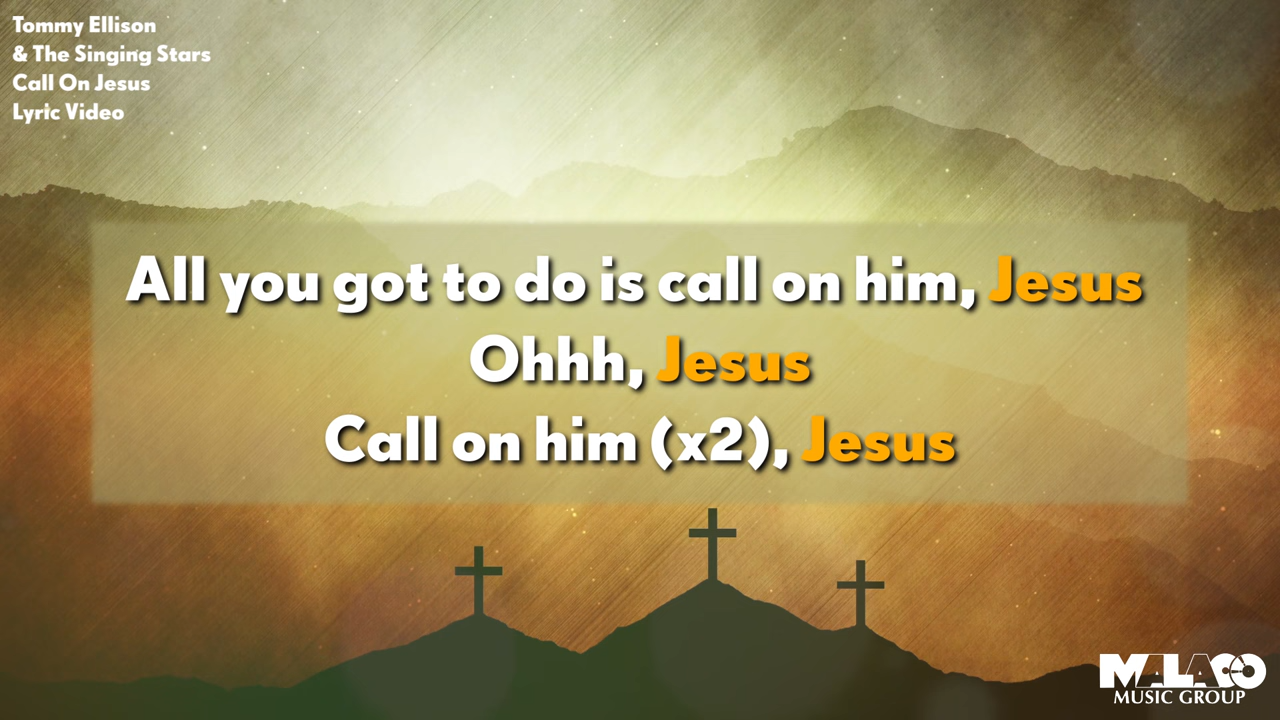 Tommy Ellison
& The Singing Stars
Call On Jesus
Lyric Video
All you got to do is call on him, Jesus
Ohhh, Jesus
Call on him (x2), Jesus
MALACO
MUSIC GROUP